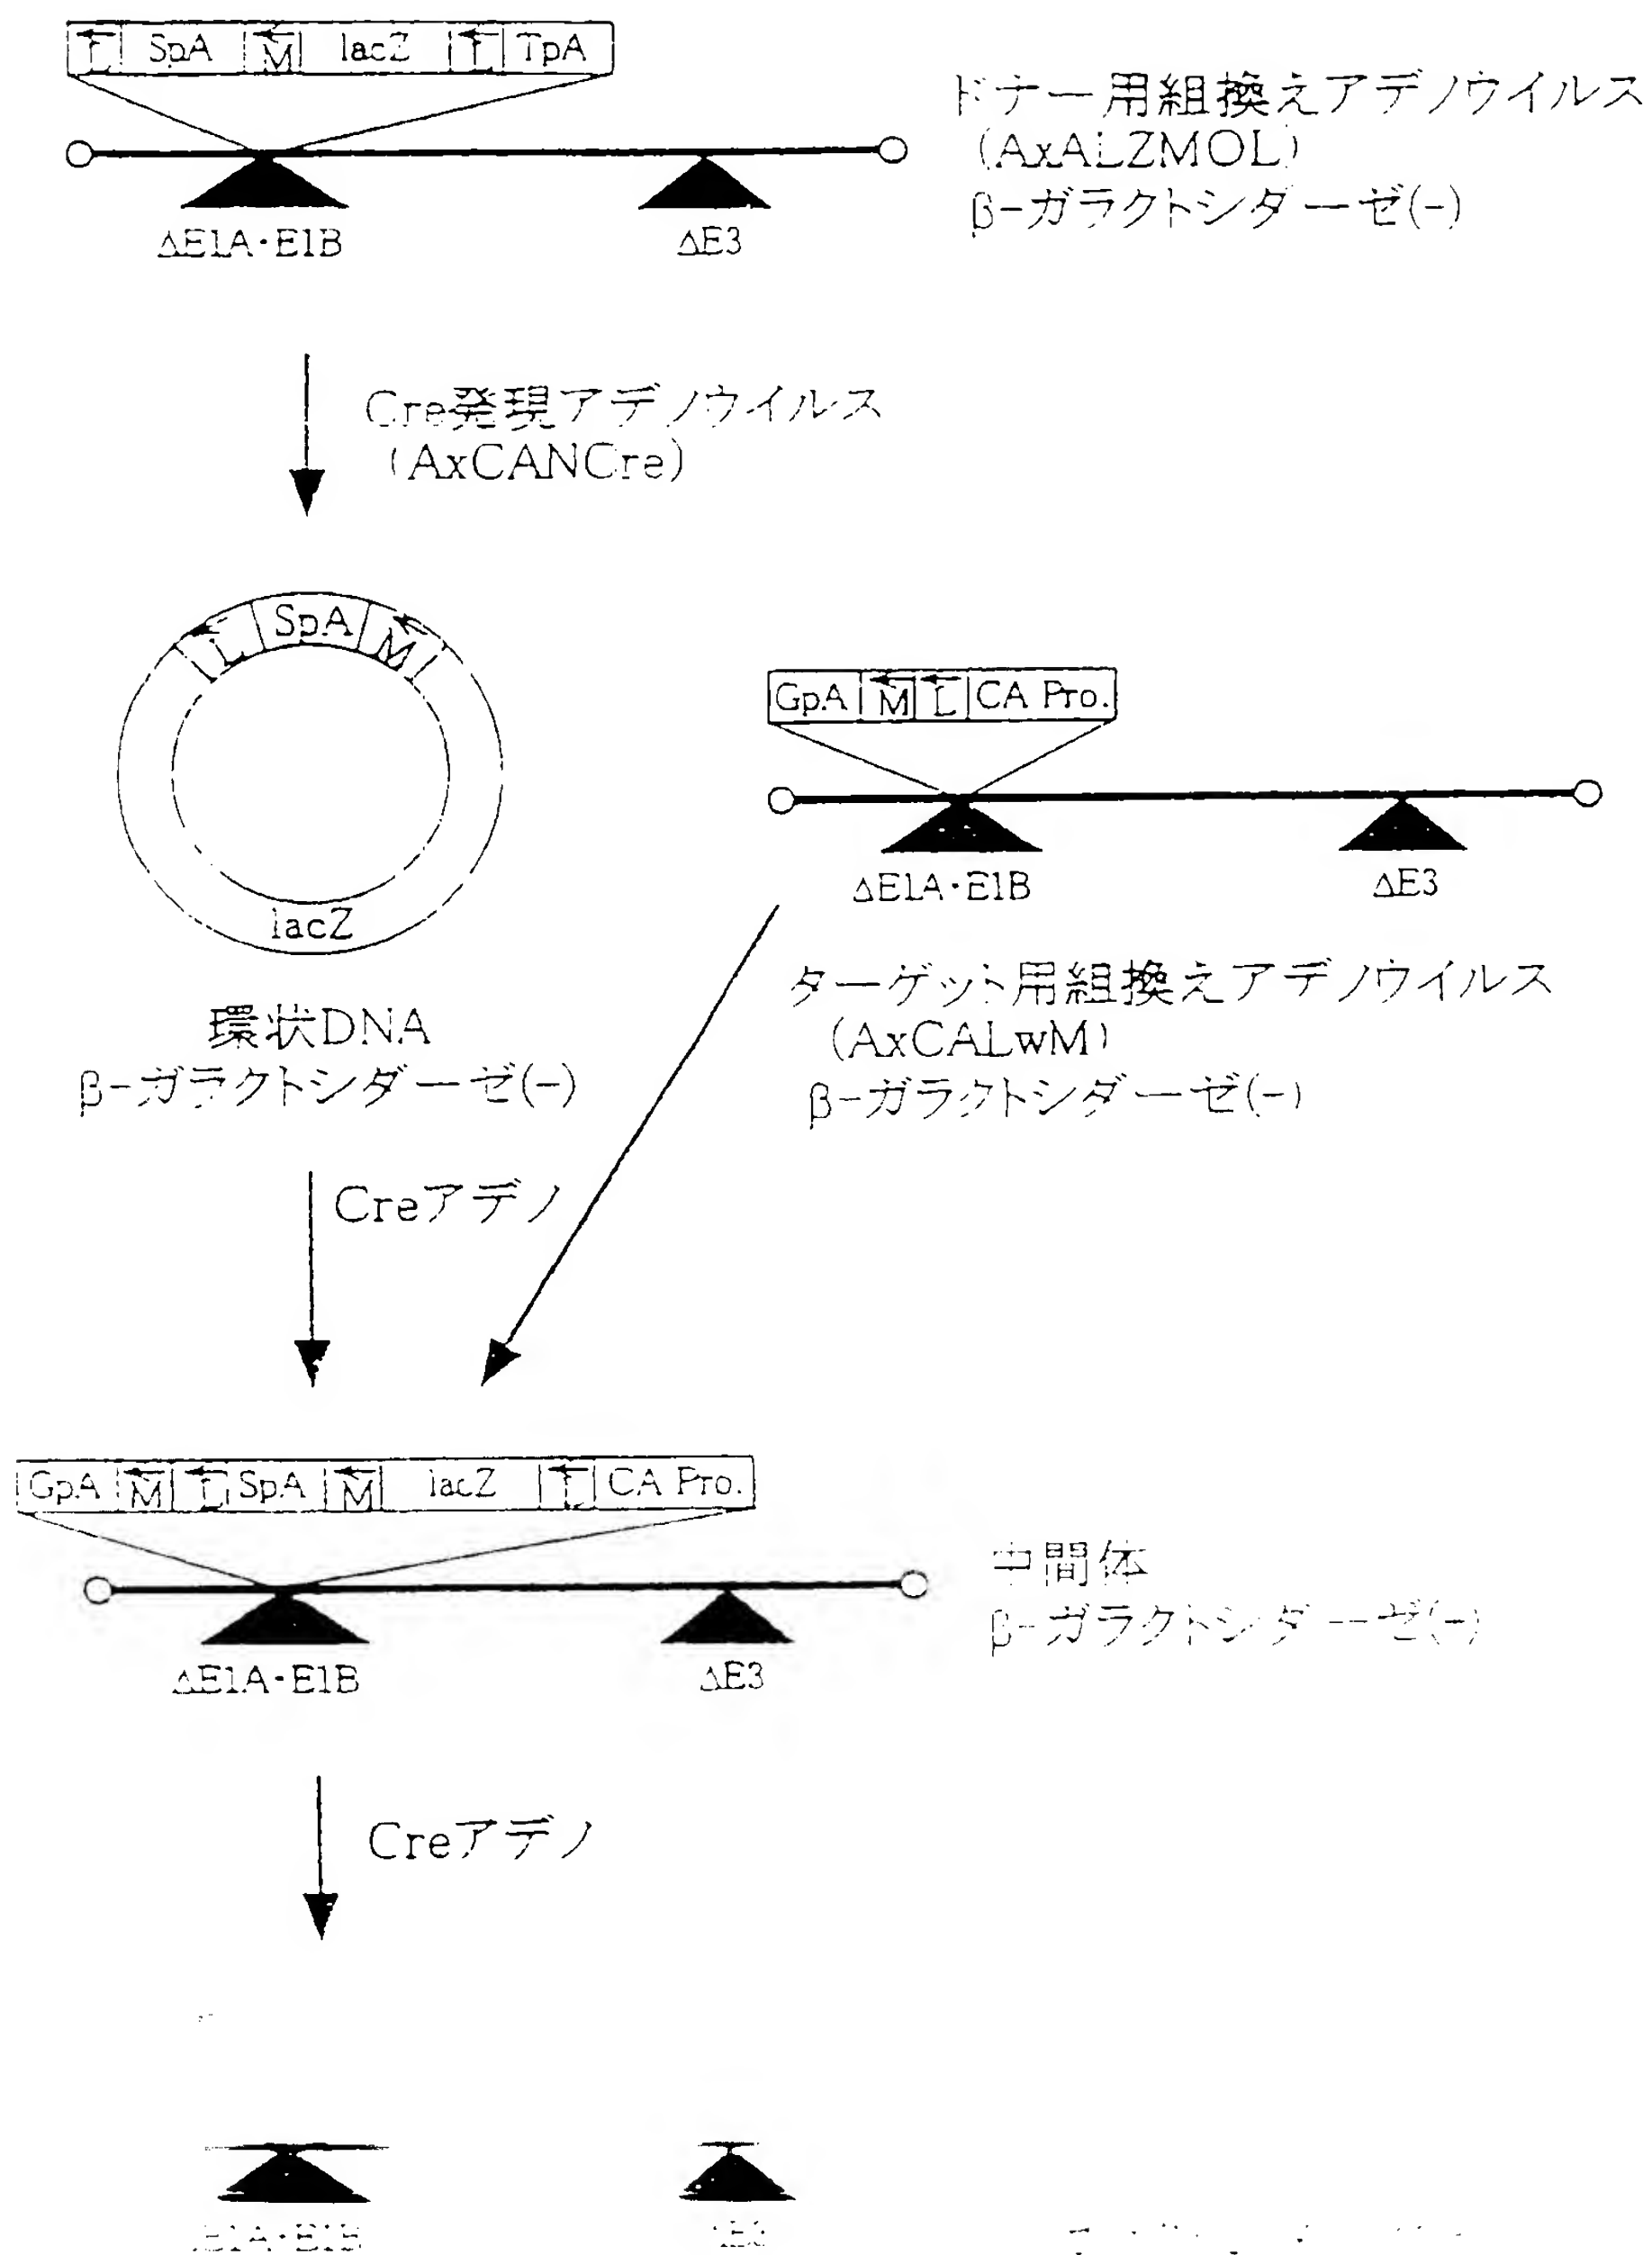 L SpA M lacZ L TpA
ドナー用組換えアデノウイルス
(AxALZMOL)
β-ガラクトシダーゼ(-)
ΔE1A・E1B
ΔE3
Cre発現アデノウイルス
(AxCANCre)
L SpA M
lacZ
環状DNA
β-ガラクトシダーゼ(-)
GpA M L CA Pro.
ΔE1A・E1B
ΔE3
ターゲット用組換えアデノウイルス
(AxCALwM)
β-ガラクトシダーゼ(-)
Creアデノ
GpA M L SpA M lacZ L CA Pro.
中間体
β-ガラクトシダーゼ(-)
ΔE1A・E1B
ΔE3
Creアデノ
E1A・E1B